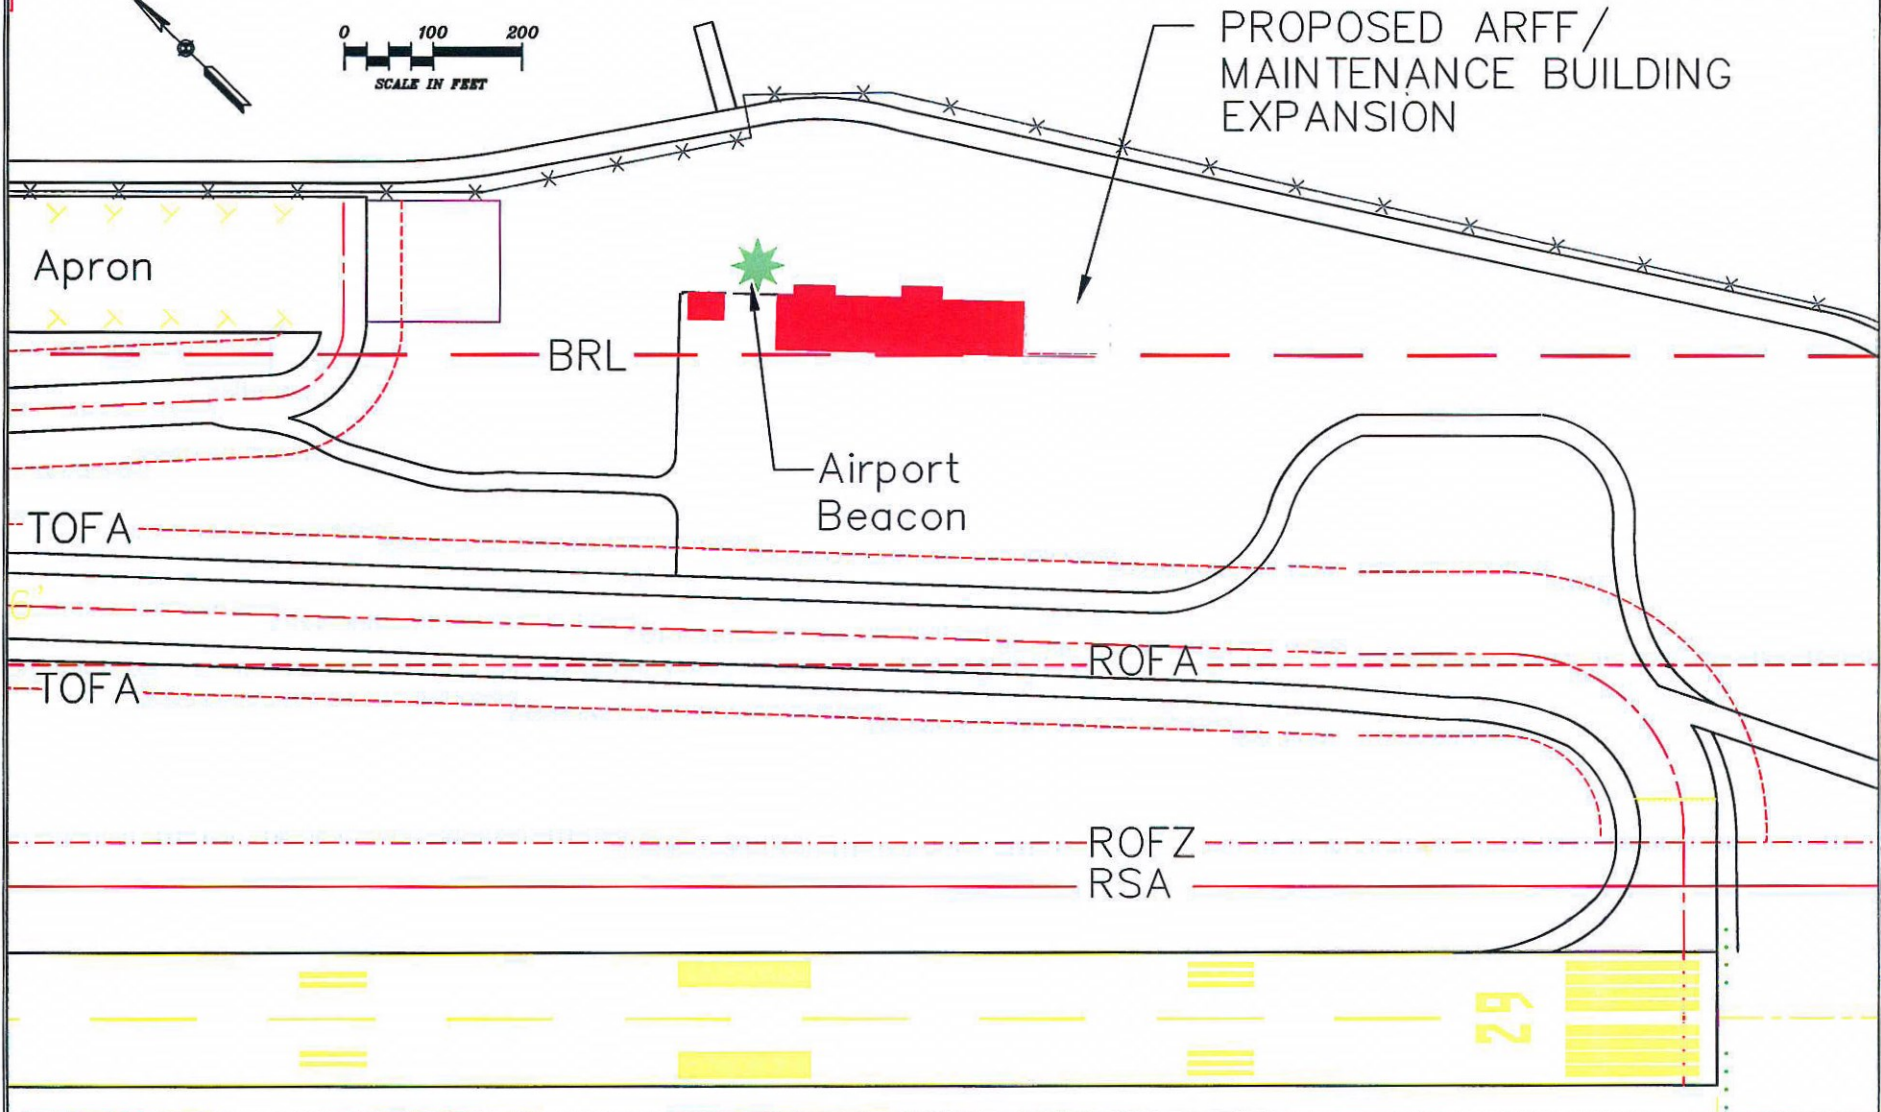 0 100 200
SCALE IN FEET
PROPOSED ARFF/
MAINTENANCE BUILDING
EXPANSION
Apron
BRL
Airport
Beacon
TOFA
6'
ROFA
TOFA
ROFZ
RSA
29